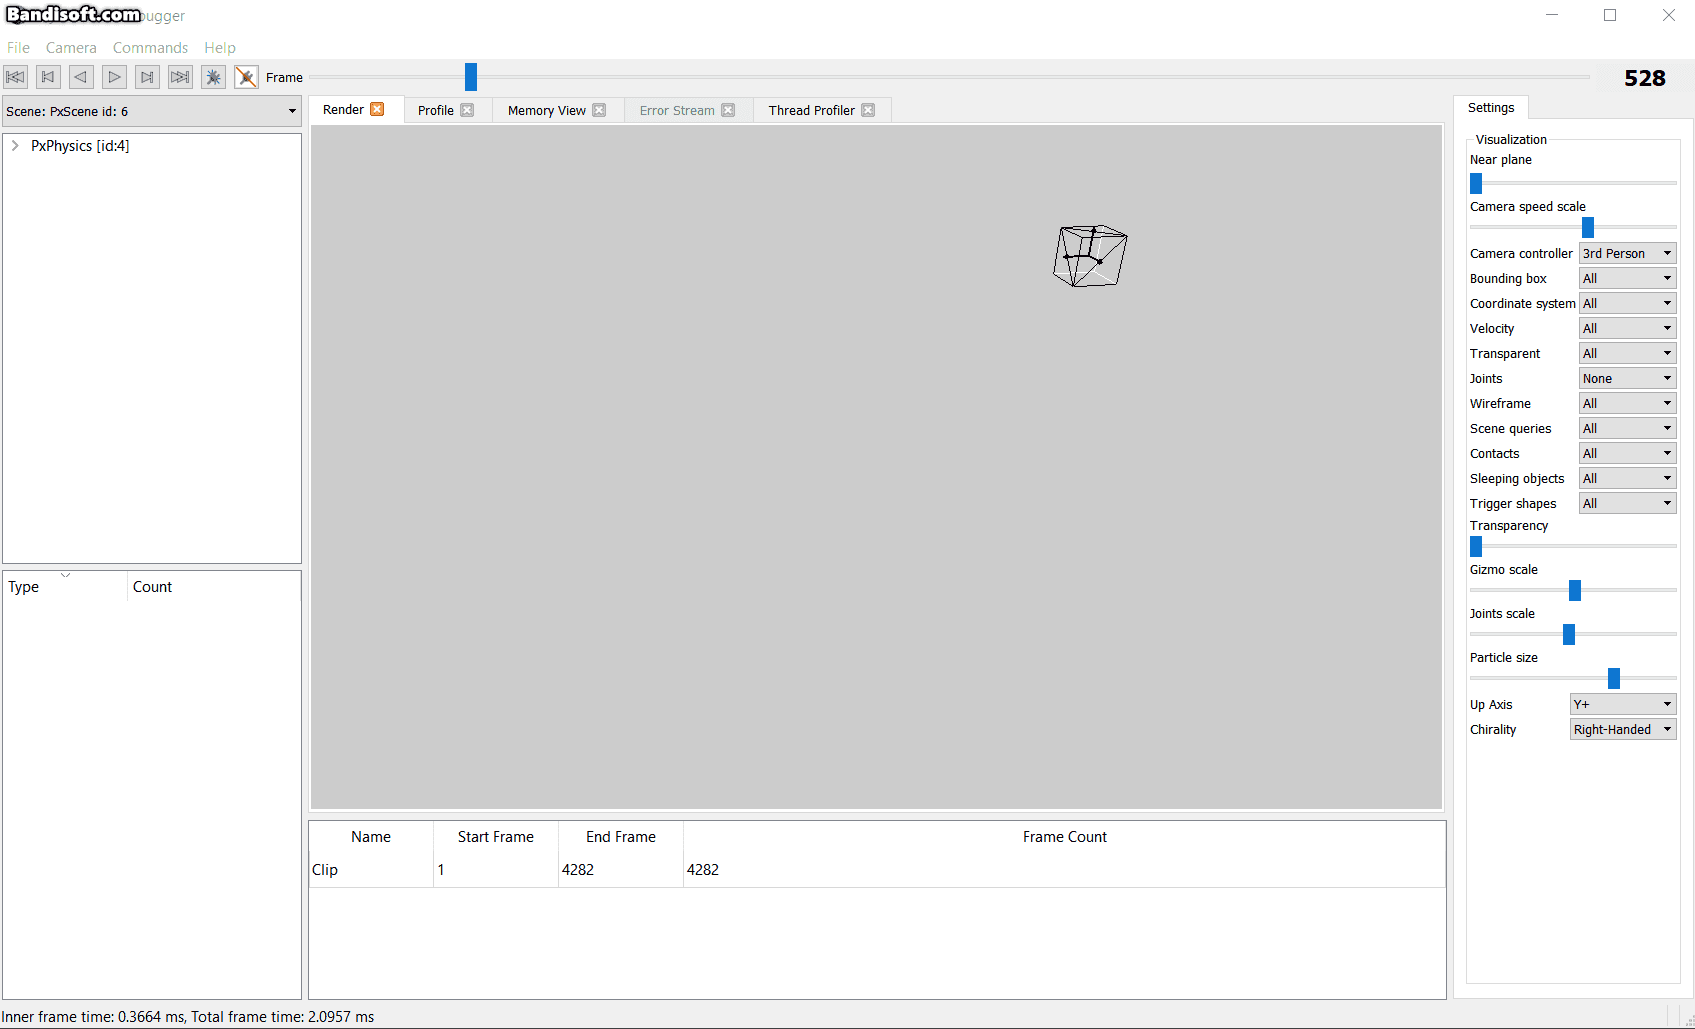 Bandisoft.com bugger
File Camera Commands Help
Frame
528
Scene: PxScene id: 6
PxPhysics [id:4]
Type Count
Render Profile Memory View Error Stream Thread Profiler
Name Start Frame End Frame Frame Count
Clip 1 4282 4282
Settings
Visualization
Near plane
Camera speed scale
Camera controller 3rd Person
Bounding box All
Coordinate system All
Velocity All
Transparent All
Joints None
Wireframe All
Scene queries All
Contacts All
Sleeping objects All
Trigger shapes All
Transparency
Gizmo scale
Joints scale
Particle size
Up Axis Y+
Chirality Right-Handed
Inner frame time: 0.3664 ms, Total frame time: 2.0957 ms